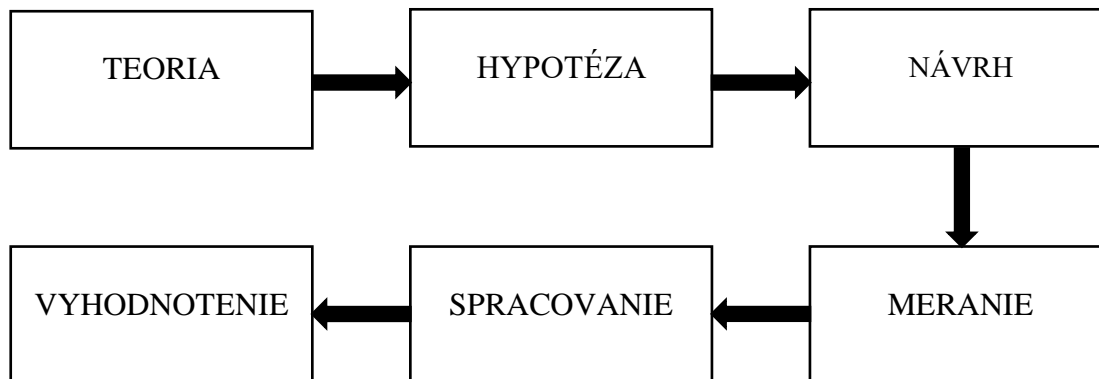 TEORIA
HYPOTÉZA
NÁVRH
MERANIE
SPRACOVANIE
VYHODNOTENIE